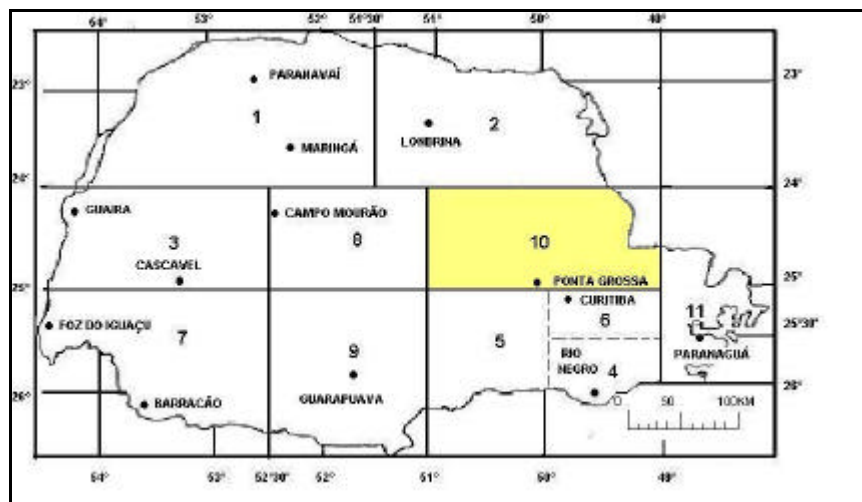 54° 53° 52° 51°30' 51° 50° 49°
23° 23°
PARANAVAÍ
1 2
LONDRINA
MARINGÁ
24° 24°
GUAIRA CAMPO MOURÃO
3 8 10
CASCAVEL
25° PONTA GROSSA 25°
CURITIBA
FOZ DO IGUAÇU 7 5 6 11 25°30'
9 RIO PARANAGUÁ
NEGRO 4
26° BARRACÃO GUARAPUAVA 26°
0 50 100KM
54° 53° 52°30' 52° 51° 50°